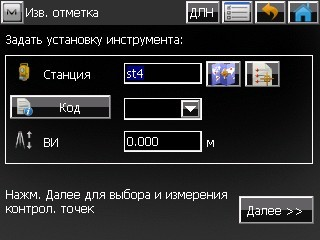 Изв. отметка
ДЛН
Задать установку инструмента:
Станция st4
Код
ВИ 0.000 м
Нажм. Далее для выбора и измерения
контрол. точек
Далее >>